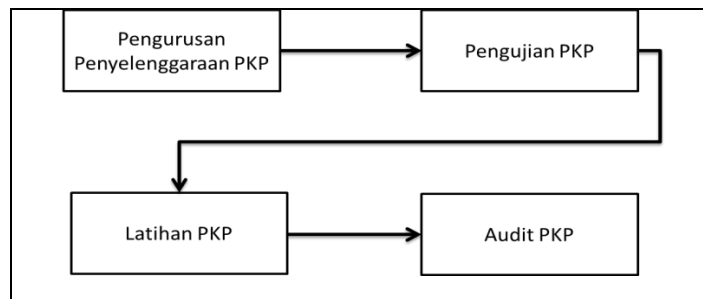 Pengurusan
Penyelenggaraan PKP
Pengujian PKP
Latihan PKP
Audit PKP